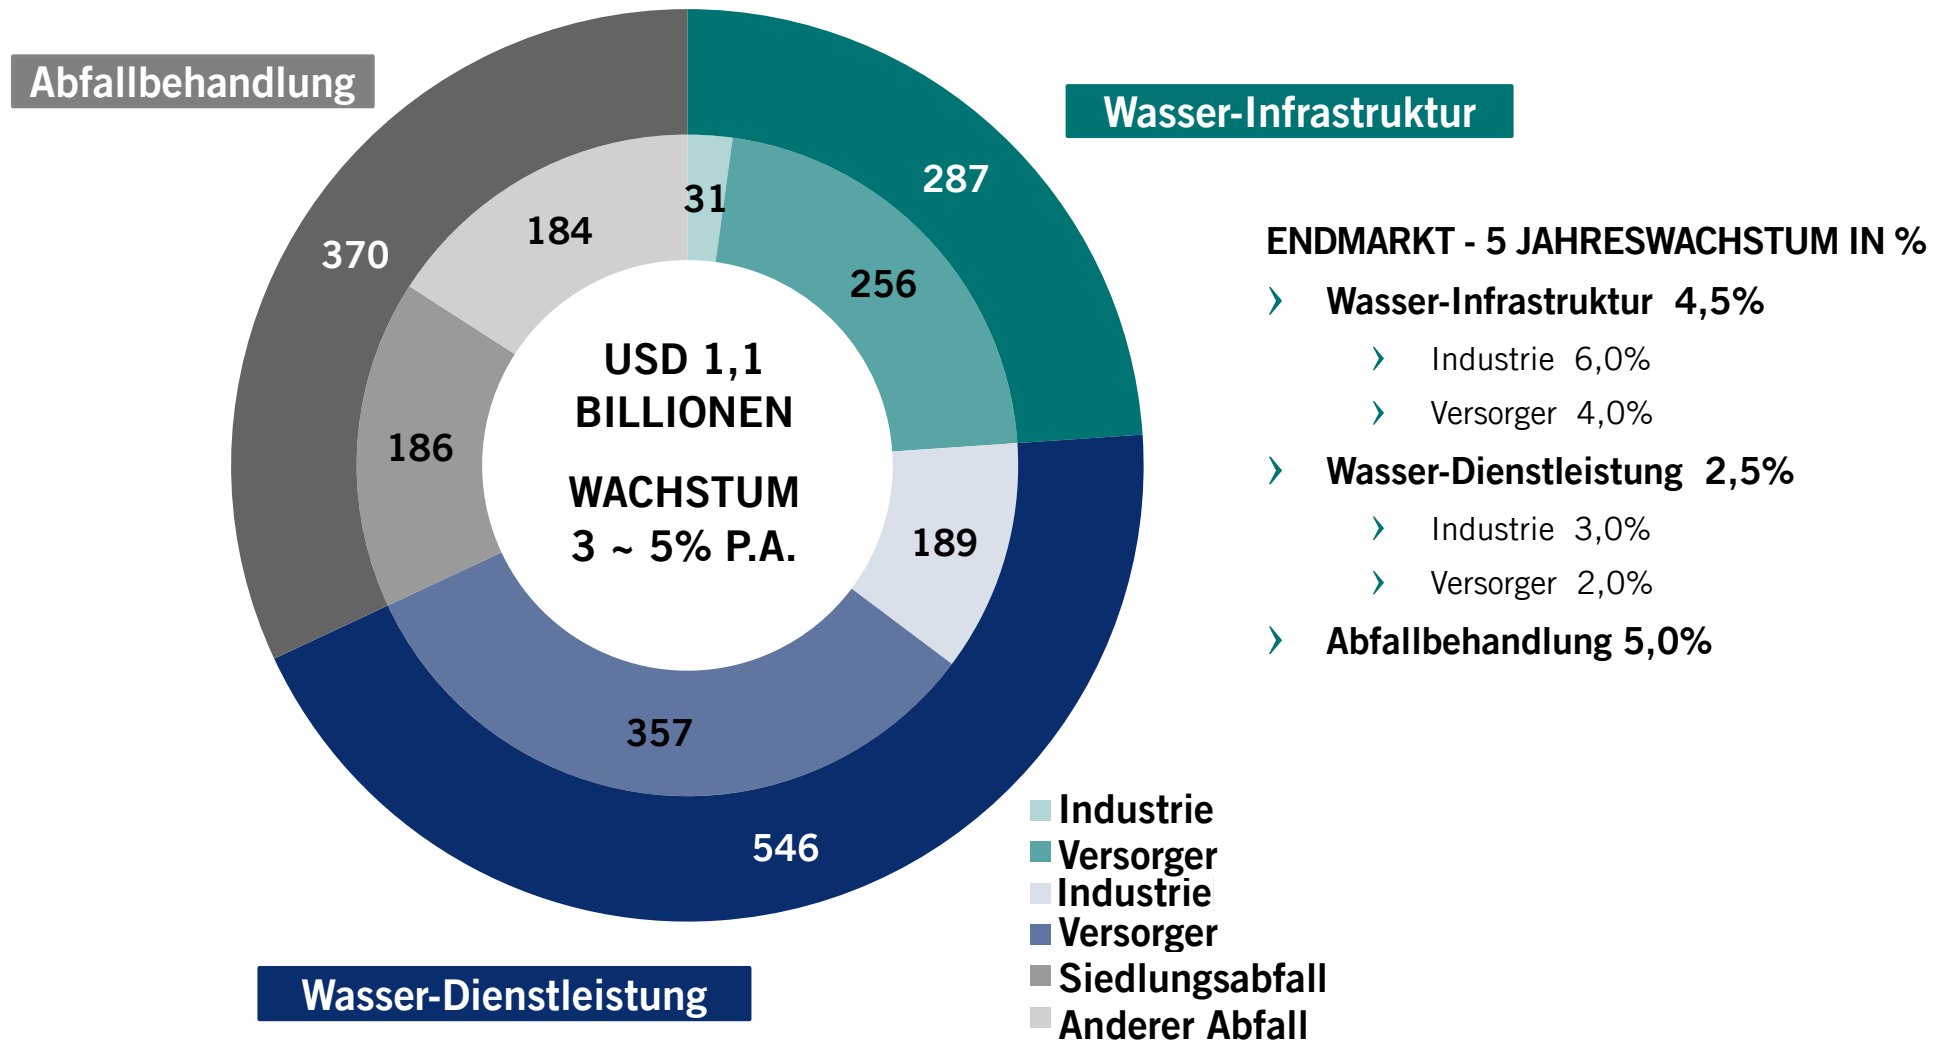 Abfallbehandlung
Wasser-Infrastruktur
287
31
184
370
256
186
189
357
546
USD 1,1
BILLIONEN
WACHSTUM
3 ~ 5% P.A.
Wasser-Dienstleistung
ENDMARKT - 5 JAHRESWACHSTUM IN %
› Wasser-Infrastruktur 4,5%
› Industrie 6,0%
› Versorger 4,0%
› Wasser-Dienstleistung 2,5%
› Industrie 3,0%
› Versorger 2,0%
› Abfallbehandlung 5,0%
Industrie
Versorger
Industrie
Versorger
Siedlungsabfall
Anderer Abfall